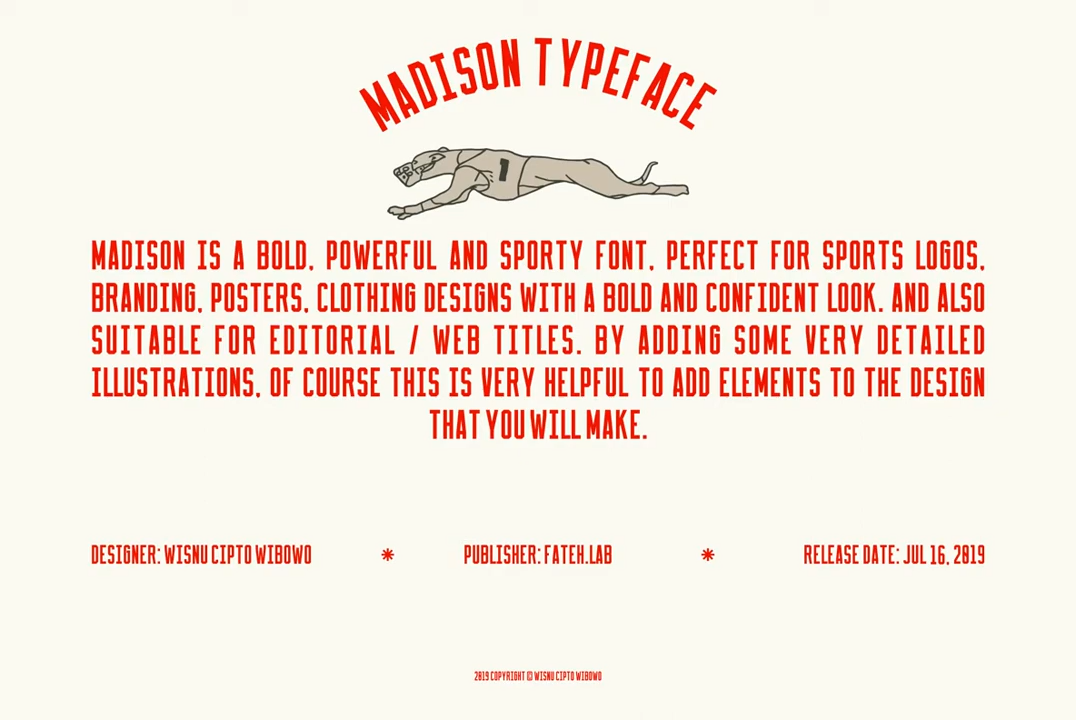 MADISON TYPEFACE
1
MADISON IS A BOLD, POWERFUL AND SPORTY FONT, PERFECT FOR SPORTS LOGOS,
BRANDING, POSTERS, CLOTHING DESIGNS WITH A BOLD AND CONFIDENT LOOK. AND ALSO
SUITABLE FOR EDITORIAL / WEB TITLES. BY ADDING SOME VERY DETAILED
ILLUSTRATIONS, OF COURSE THIS IS VERY HELPFUL TO ADD ELEMENTS TO THE DESIGN
THAT YOU WILL MAKE.
DESIGNER: WISNU CIPTO WIBOWO * PUBLISHER: FATEH.LAB * RELEASE DATE: JUL 16, 2019
2019 COPYRIGHT © WISNU CIPTO WIBOWO